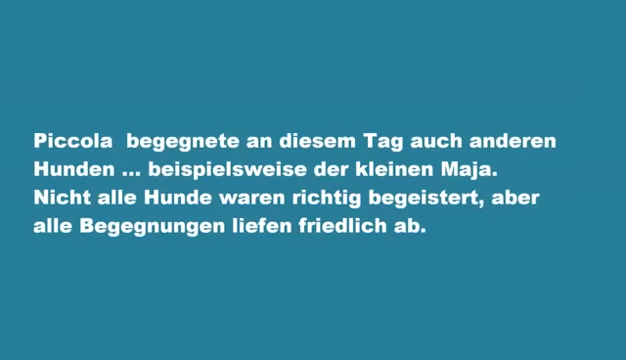 Piccola  begegnete an diesem Tag auch anderen
Hunden ... beispielsweise der kleinen Maja.
Nicht alle Hunde waren richtig begeistert, aber
alle Begegnungen liefen friedlich ab.